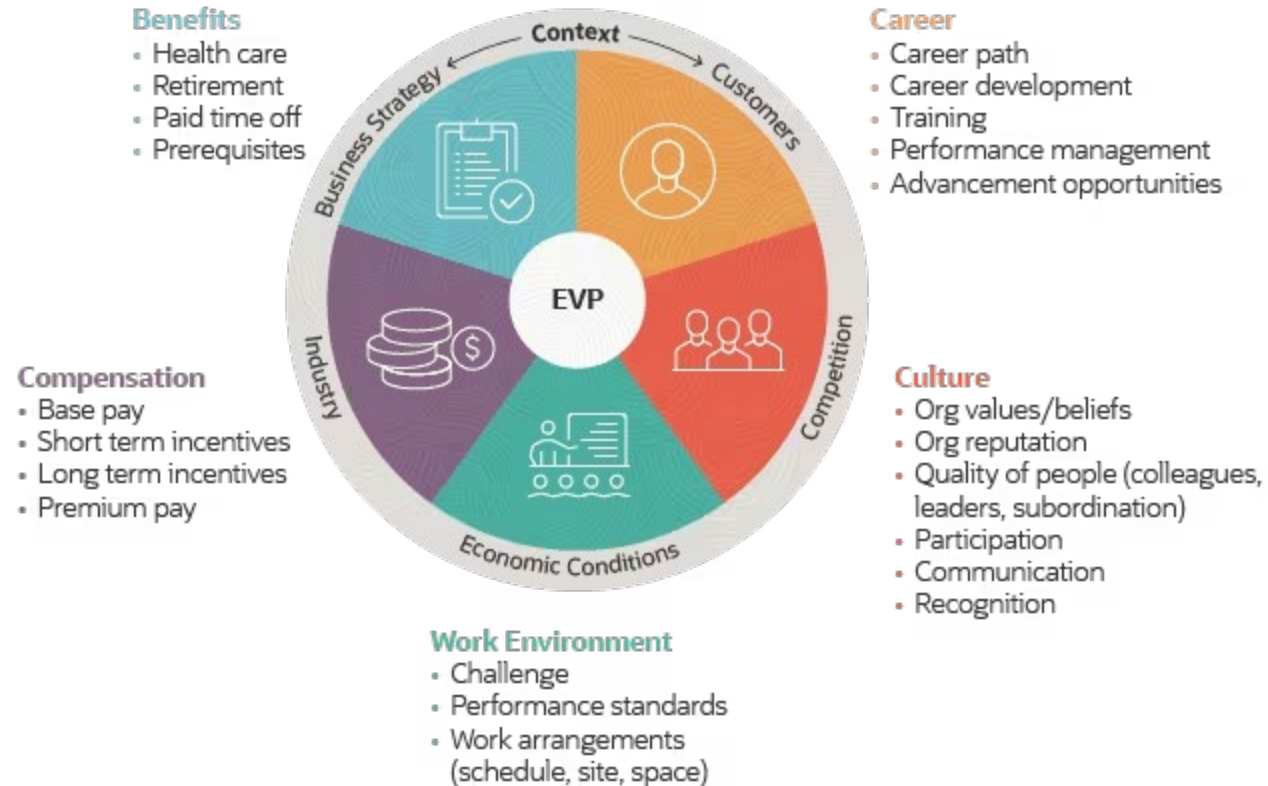 Benefits
• Health care
• Retirement
• Paid time off
• Prerequisites
Career
• Career path
• Career development
• Training
• Performance management
• Advancement opportunities
Context
Business Strategy
Customers
EVP
Industry
Competition
Economic Conditions
Compensation
• Base pay
• Short term incentives
• Long term incentives
• Premium pay
$
Culture
• Org values/beliefs
• Org reputation
• Quality of people (colleagues,
leaders, subordination)
• Participation
• Communication
• Recognition
Work Environment
• Challenge
• Performance standards
• Work arrangements
(schedule, site, space)